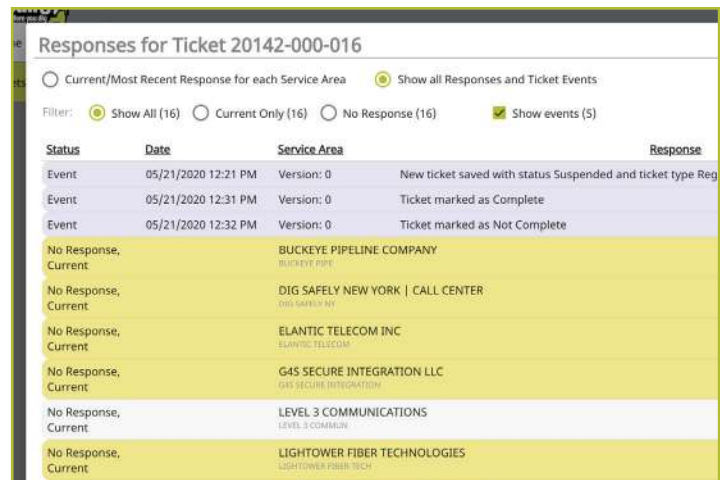 Responses for Ticket 20142-000-016
Current/Most Recent Response for each Service Area Show all Responses and Ticket Events
Filter: Show All (16) Current Only (16) No Response (16) Show events (5)
Status Date Service Area Response
Event 05/21/2020 12:21 PM Version: 0 New ticket saved with status Suspended and ticket type Reg
Event 05/21/2020 12:31 PM Version: 0 Ticket marked as Complete
Event 05/21/2020 12:32 PM Version: 0 Ticket marked as Not Complete
No Response, BUCKEYE PIPELINE COMPANY
Current BUCKEYE PIPE
No Response, DIG SAFELY NEW YORK | CALL CENTER
Current DIG SAFELY NY
No Response, ELANTIC TELECOM INC
Current ELANTIC TELECOM
No Response, G4S SECURE INTEGRATION LLC
Current G4S SECURE INTEGRATION
No Response, LEVEL 3 COMMUNICATIONS
Current LEVEL 3 COMMUN
No Response, LIGHTOWER FIBER TECHNOLOGIES
Current LIGHTOWER FIBER TECH